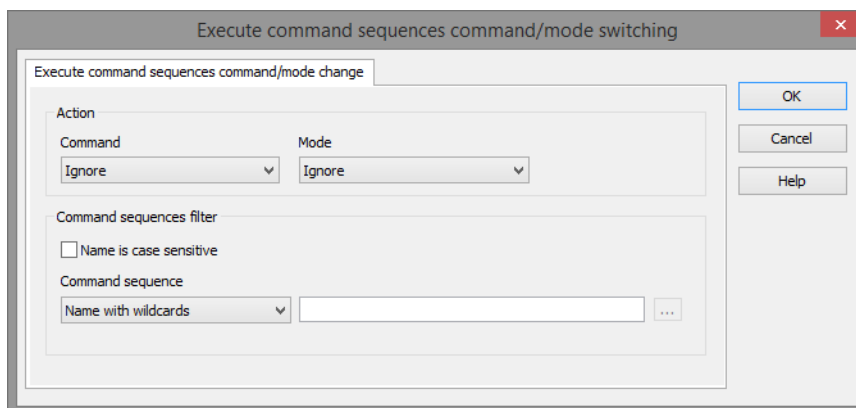 Execute command sequences command/mode switching
Execute command sequences command/mode change
Action
Command Mode
Ignore Ignore
Command sequences filter
Name is case sensitive
Command sequence
Name with wildcards ...
OK
Cancel
Help